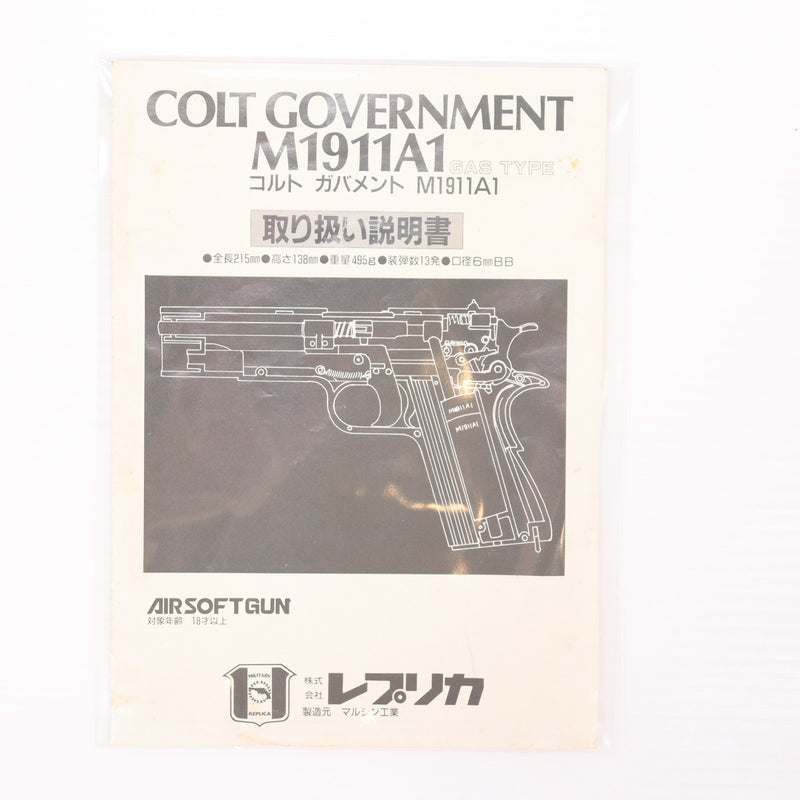 COLT GOVERNMENT
M1911A1 GAS TYPE
コルト ガバメント M1911A1
取り扱い説明書
●全長215mm●高さ138mm●重量495g●装弾数13発●口径6mmBB
M1911A1
M1911A1
AIRSOFTGUN
対象年齢 18才以上
MILITARY
REPLICA
株式会社 レプリカ
製造元 マルシン工業